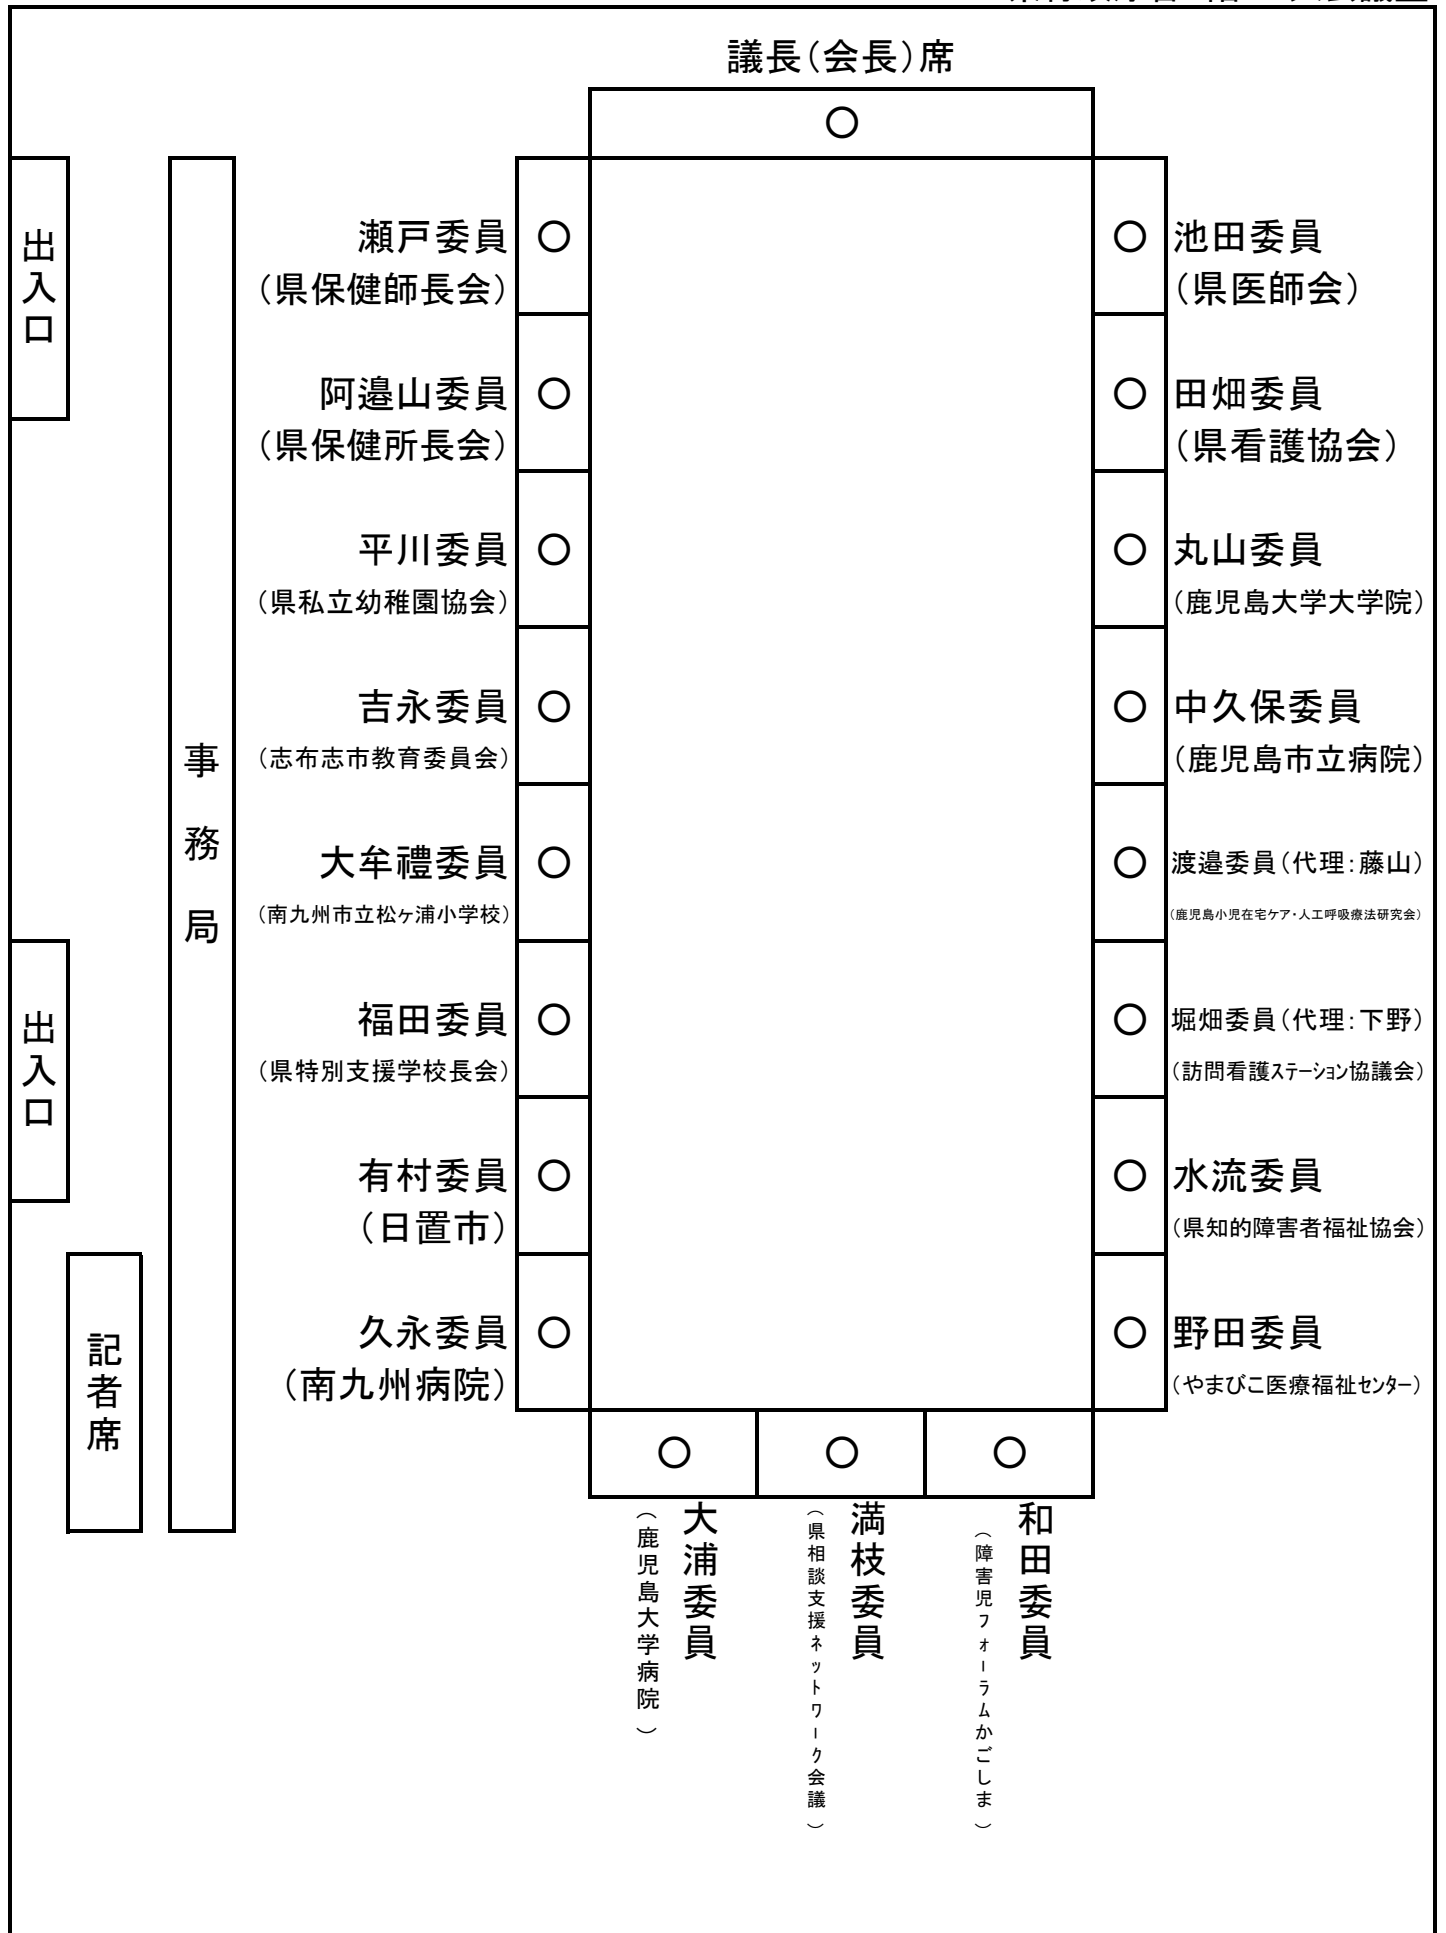 議長(会長)席
○
出入口
事務局
瀬戸委員 ○
(県保健師長会)
○ 池田委員
(県医師会)
阿邉山委員 ○
(県保健所長会)
○ 田畑委員
(県看護協会)
平川委員 ○
(県私立幼稚園協会)
○ 丸山委員
(鹿児島大学大学院)
吉永委員 ○
(志布志市教育委員会)
○ 中久保委員
(鹿児島市立病院)
大牟禮委員 ○
(南九州市立松ヶ浦小学校)
○ 渡邉委員(代理:藤山)
(鹿児島小児在宅ケア・人工呼吸療法研究会)
出入口
福田委員 ○
(県特別支援学校長会)
○ 堀畑委員(代理:下野)
(訪問看護ｽﾃｰｼｮﾝ協議会)
有村委員 ○
(日置市)
○ 水流委員
(県知的障害者福祉協会)
記者席
久永委員 ○
(南九州病院)
○ 野田委員
(やまびこ医療福祉ｾﾝﾀｰ)
○ ○ ○
大浦委員
(鹿児島大学病院)
満枝委員
(県相談支援ﾈｯﾄﾜｰｸ会議)
和田委員
(障害児ﾌｫｰﾗﾑかごしま)